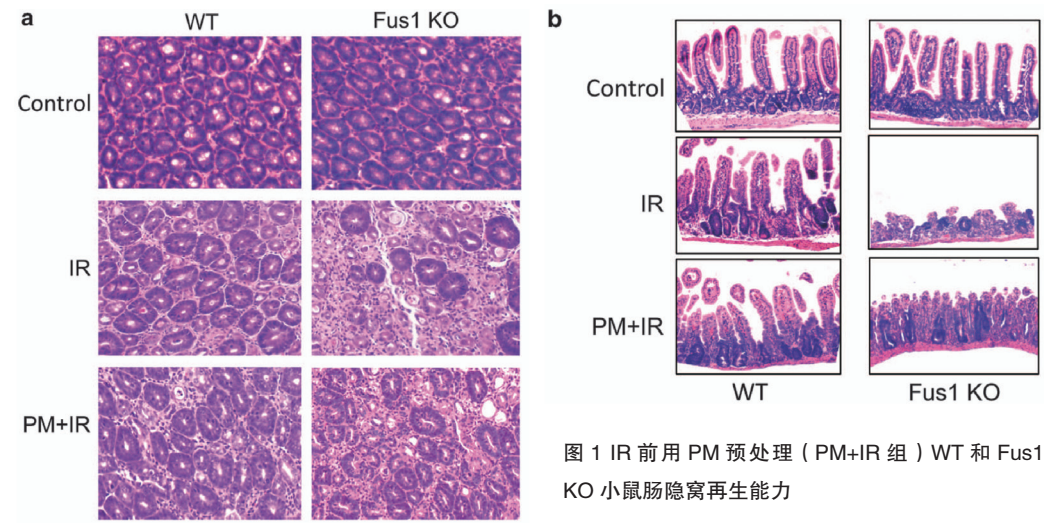 a
WT Fus1 KO
Control
IR
PM+IR
b
Control
IR
PM+IR
WT Fus1 KO
图 1 IR 前用 PM 预处理（PM+IR 组）WT 和 Fus1
KO 小鼠肠隐窝再生能力